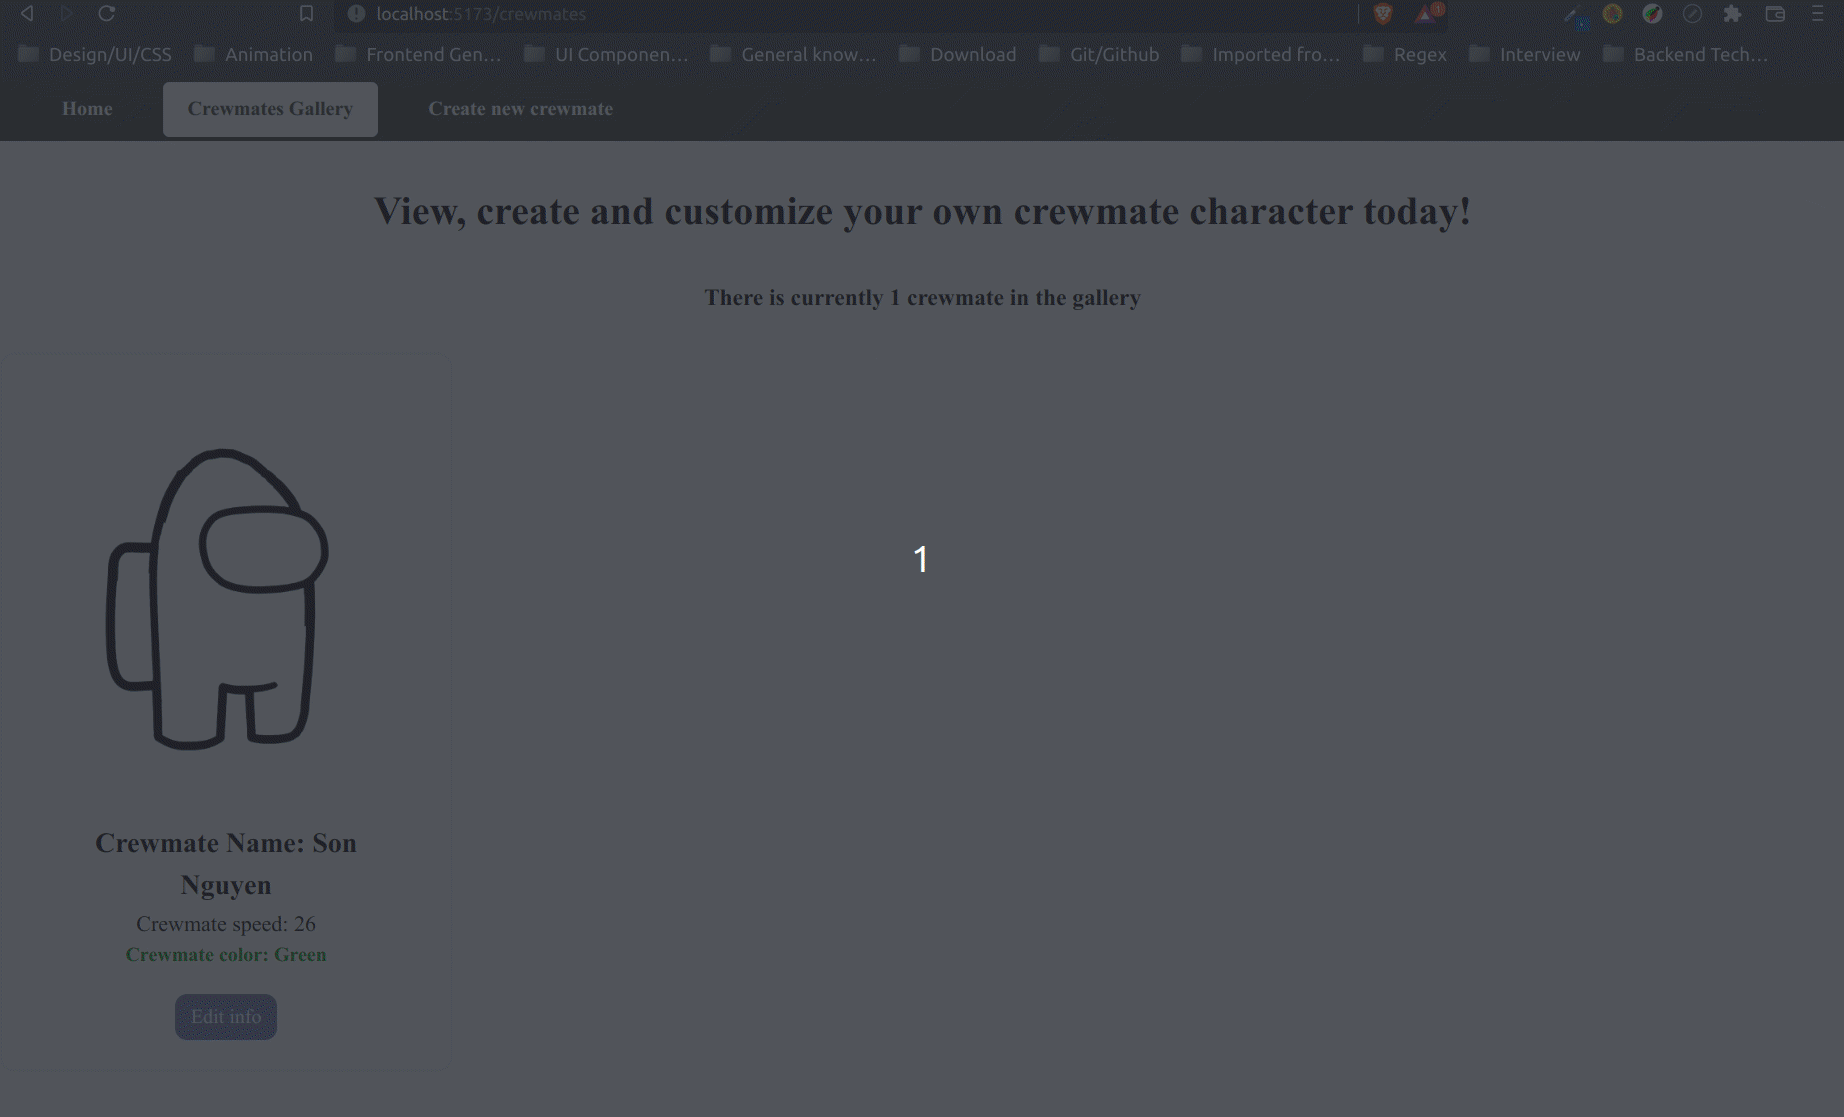 localhost:5173/crewmates
1
Design/UI/CSS Animation Frontend Gen... UI Componen... General know... Download Git/Github Imported fro... Regex Interview Backend Tech...
Home Crewmates Gallery Create new crewmate
View, create and customize your own crewmate character today!
There is currently 1 crewmate in the gallery
1
Crewmate Name: Son
Nguyen
Crewmate speed: 26
Crewmate color: Green
Edit info